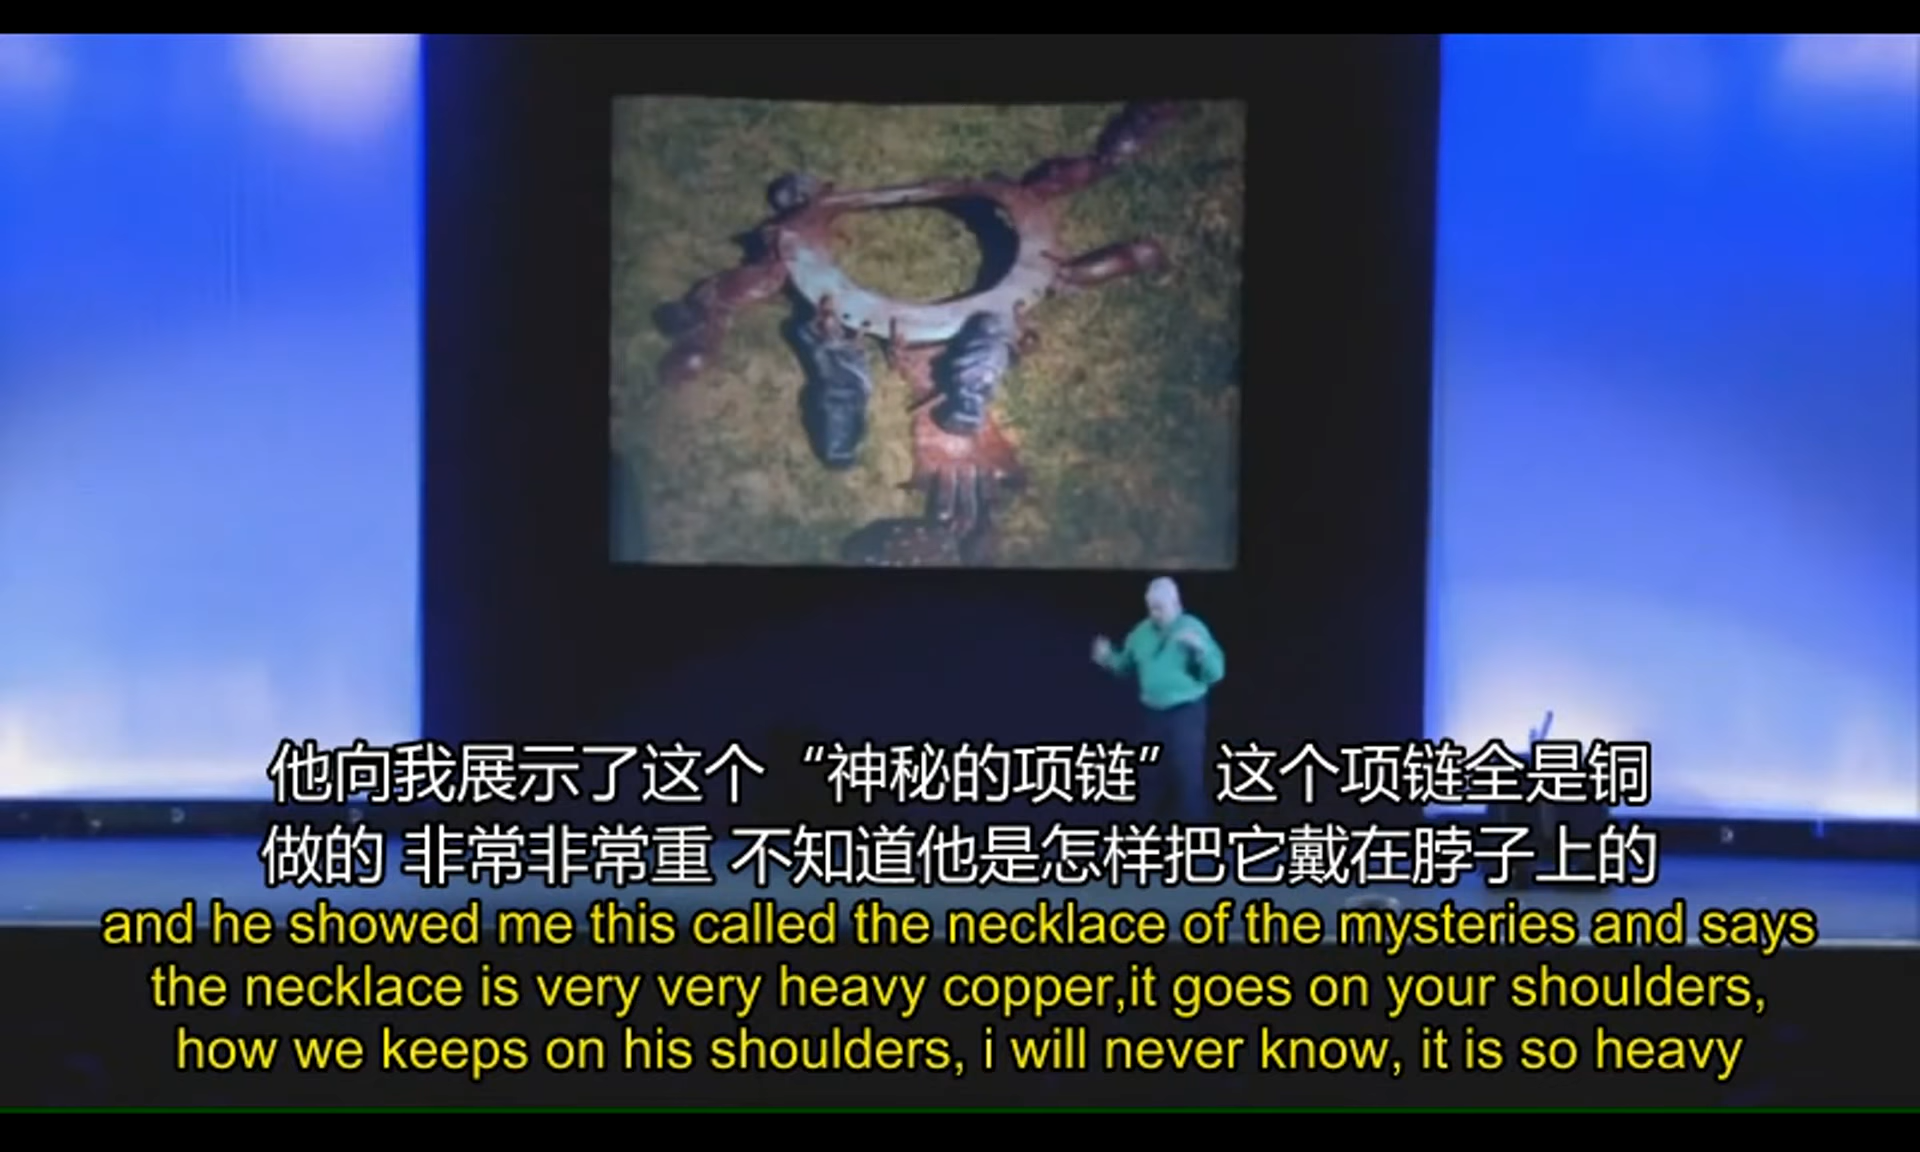 他向我展示了这个“神秘的项链” 这个项链全是铜
做的 非常非常重 不知道他是怎样把它戴在脖子上的
and he showed me this called the necklace of the mysteries and says
the necklace is very very heavy copper,it goes on your shoulders,
how we keeps on his shoulders, i will never know, it is so heavy